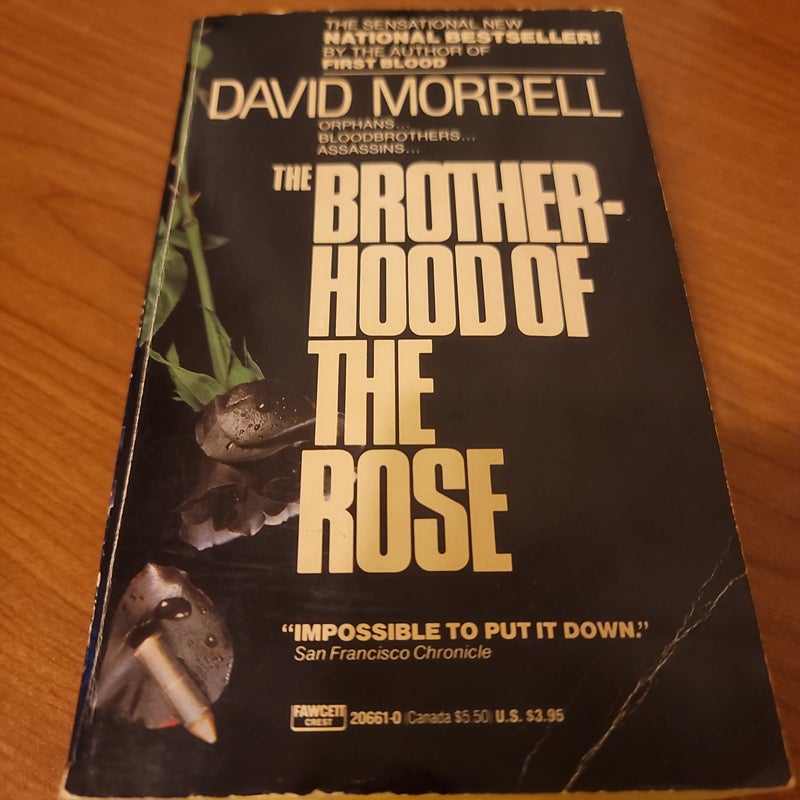 THE SENSATIONAL NEW
NATIONAL BESTSELLER!
BY THE AUTHOR OF
FIRST BLOOD
DAVID MORRELL
ORPHANS...
BLOODBROTHERS...
ASSASSINS...
THE BROTHER-
HOOD OF
THE
ROSE
"IMPOSSIBLE TO PUT IT DOWN."
San Francisco Chronicle
FAWCETT
CREST
20661-0 (Canada $5.50) U.S. $3.95